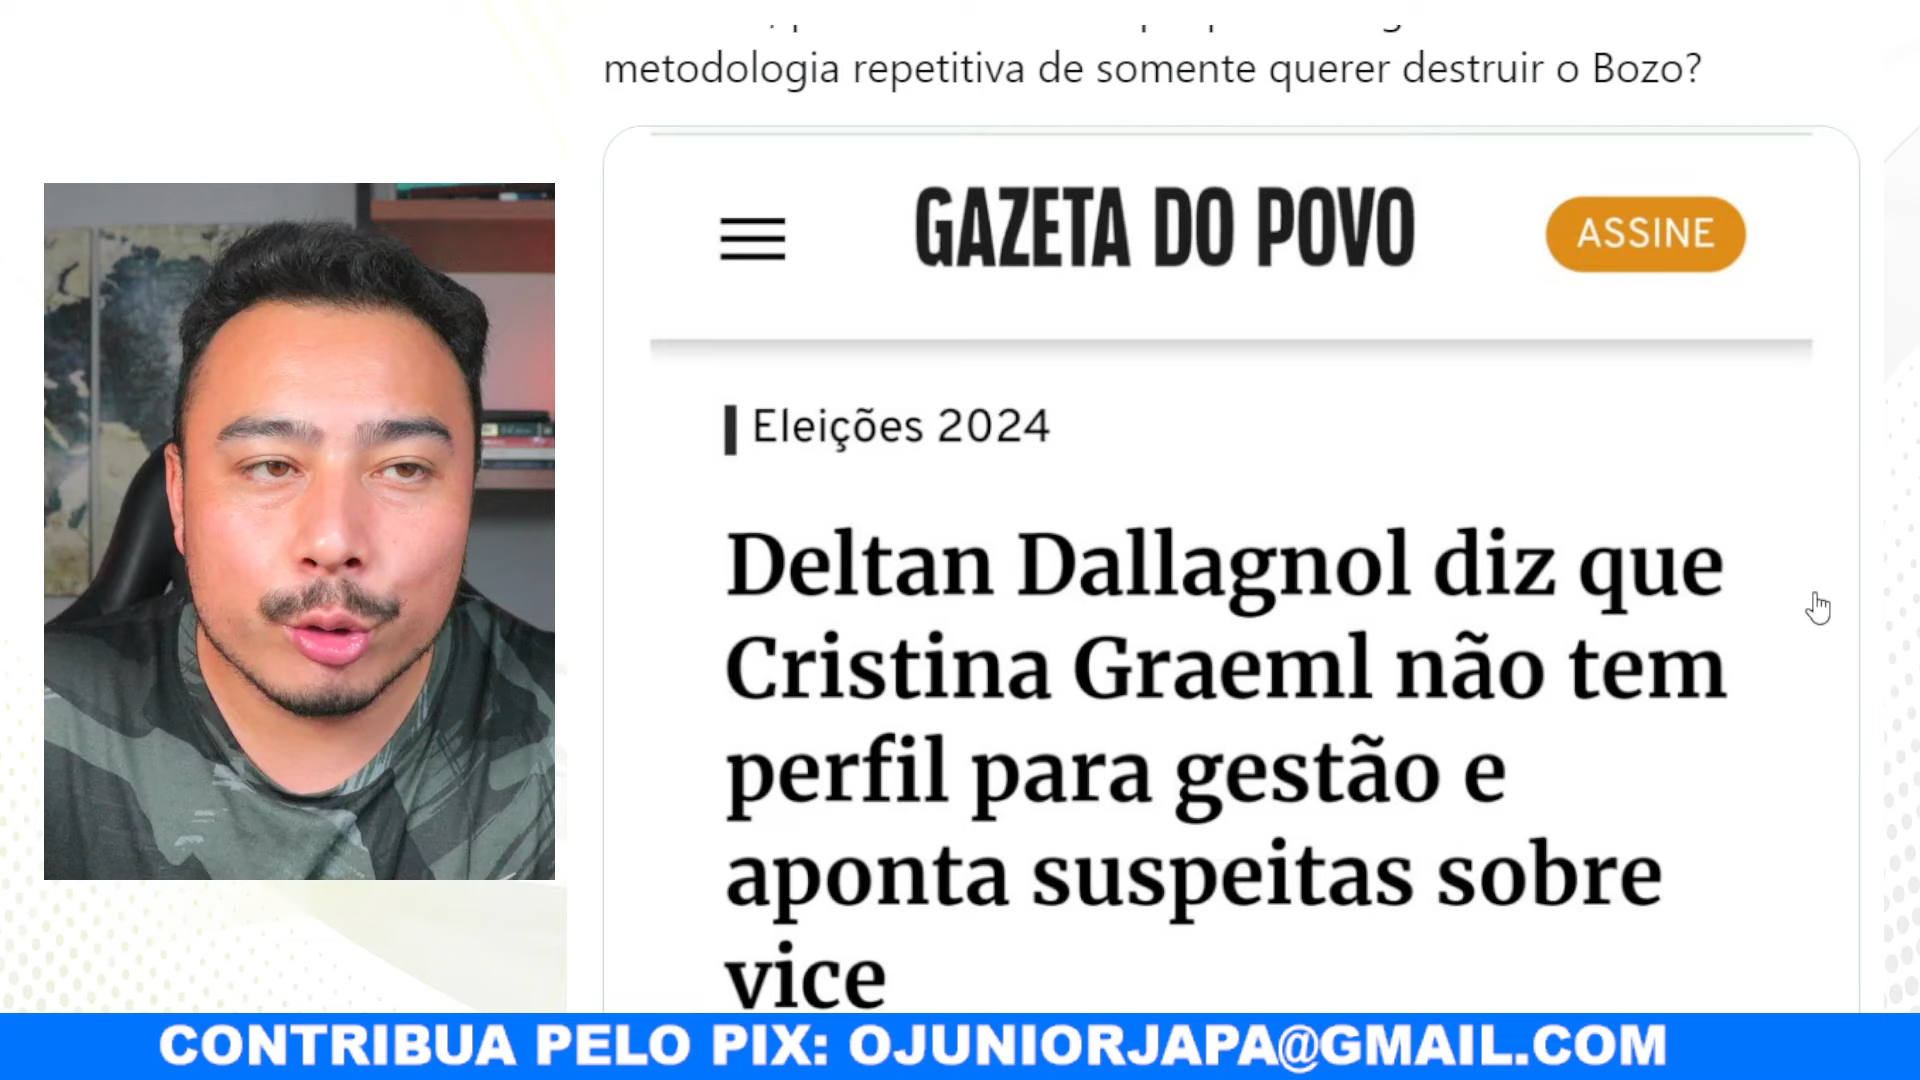 metodologia repetitiva de somente querer destruir o Bozo?
GAZETA DO POVO
ASSINE
Eleições 2024
Deltan Dallagnol diz que
Cristina Graeml não tem
perfil para gestão e
aponta suspeitas sobre
vice
CONTRIBUA PELO PIX: OJUNIORJAPA@GMAIL.COM